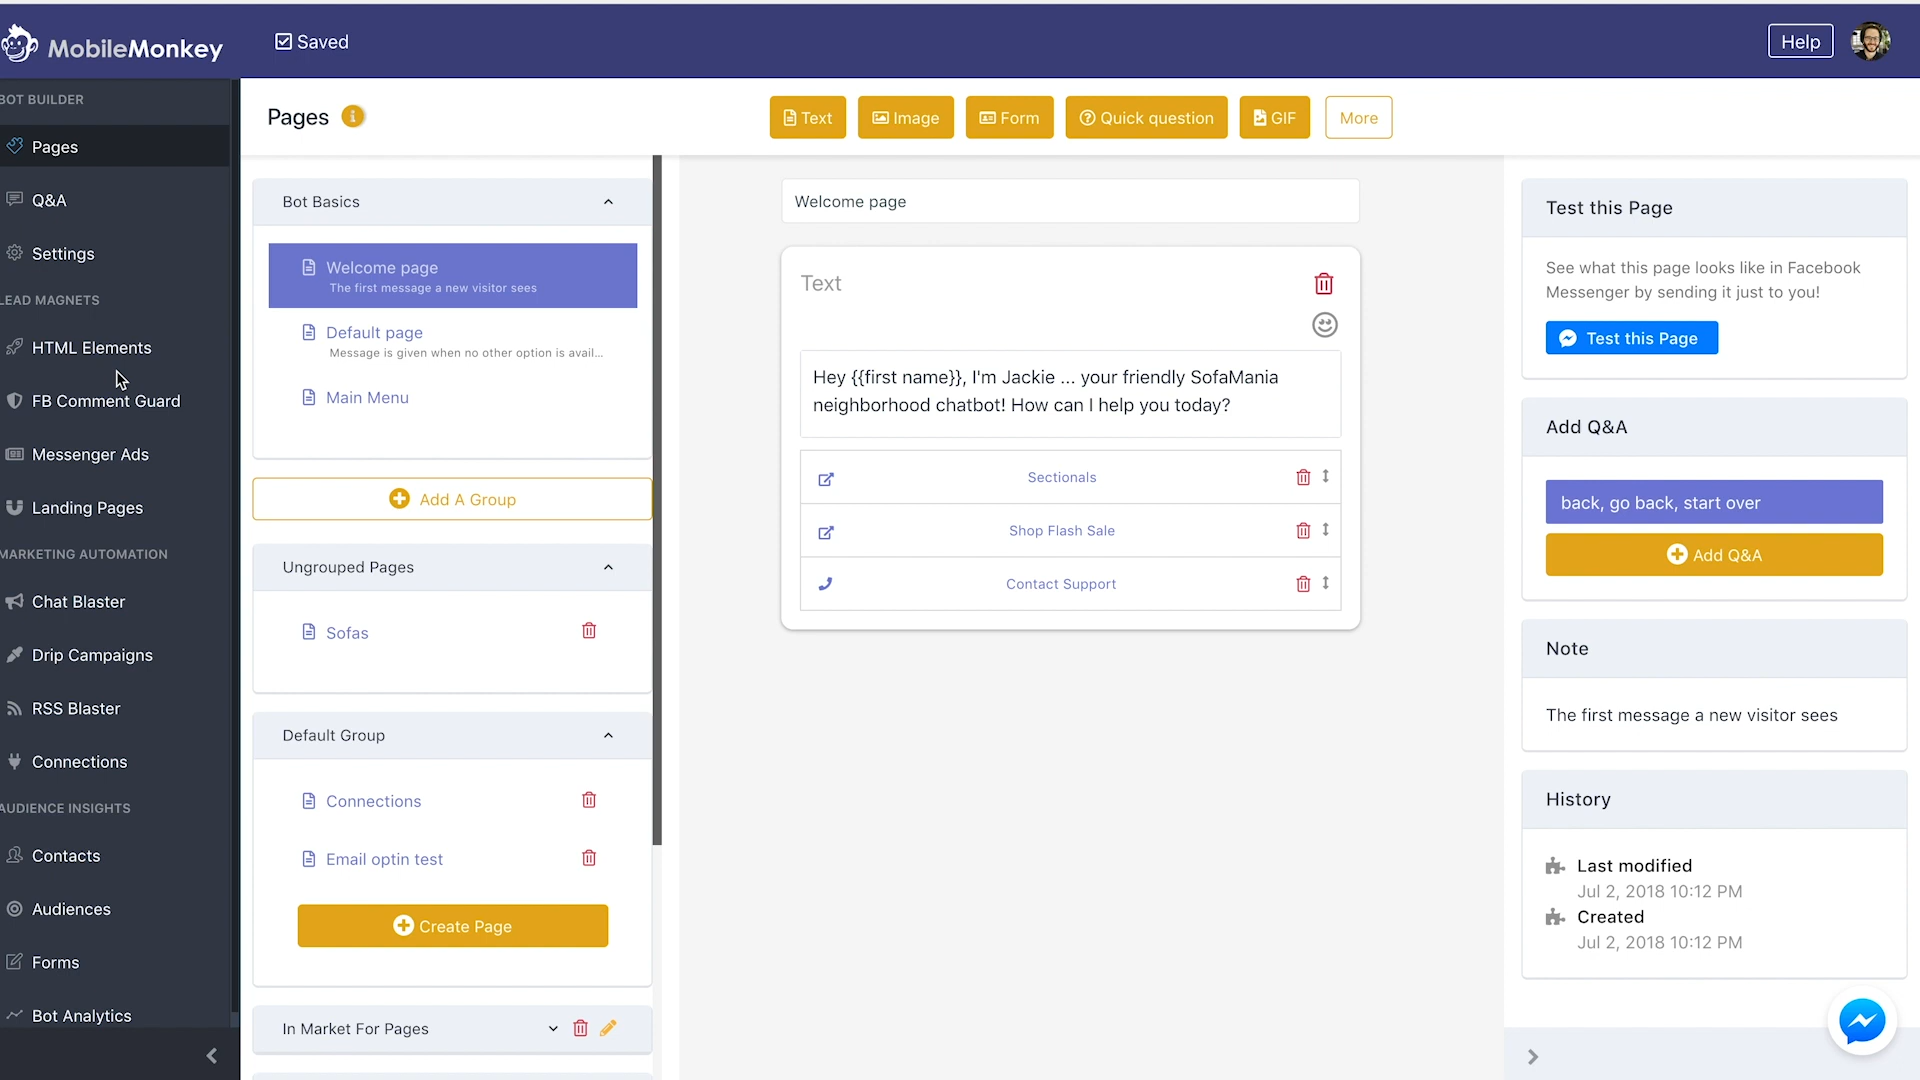 MobileMonkey
Saved
Help
BOT BUILDER
Pages
Q&A
Settings
LEAD MAGNETS
HTML Elements
FB Comment Guard
Messenger Ads
Landing Pages
MARKETING AUTOMATION
Chat Blaster
Drip Campaigns
RSS Blaster
Connections
AUDIENCE INSIGHTS
Contacts
Audiences
Forms
Bot Analytics
Pages
Text
Image
Form
Quick question
GIF
More
Bot Basics
Welcome page
The first message a new visitor sees
Default page
Message is given when no other option is avail...
Main Menu
Add A Group
Ungrouped Pages
Sofas
Default Group
Connections
Email optin test
Create Page
In Market For Pages
Welcome page
Text
Hey {{first name}}, I'm Jackie ... your friendly SofaMania
neighborhood chatbot! How can I help you today?
Sectionals
Shop Flash Sale
Contact Support
Test this Page
See what this page looks like in Facebook
Messenger by sending it just to you!
Test this Page
Add Q&A
back, go back, start over
Add Q&A
Note
The first message a new visitor sees
History
Last modified
Jul 2, 2018 10:12 PM
Created
Jul 2, 2018 10:12 PM